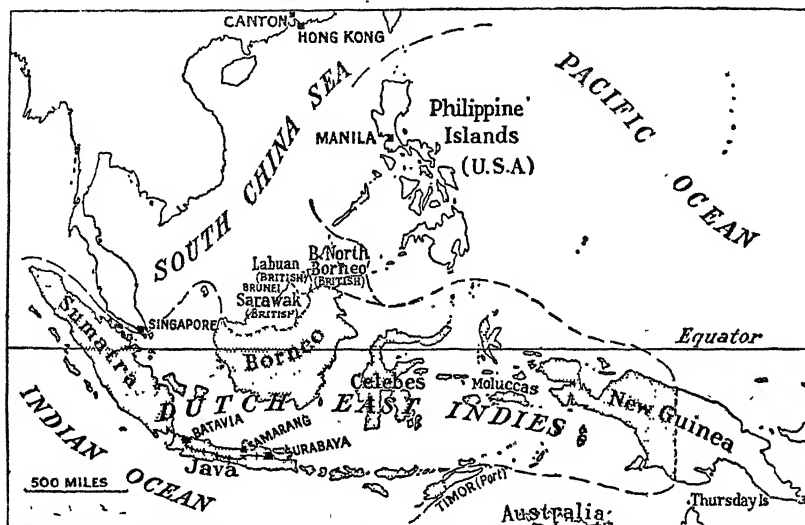 CANTON
HONG KONG
SOUTH CHINA SEA
PACIFIC OCEAN
Philippine
Islands
(U.S.A)
MANILA
B. North
Borneo
(BRITISH)
Labuan
(BRITISH)
BRUNEI
Sarawak
(BRITISH)
SINGAPORE
Sumatra
Borneo
Equator
Celebes
Moluccas
New Guinea
DUTCH EAST INDIES
INDIAN OCEAN
BATAVIA
SAMARANG
SURABAYA
Java
500 MILES
TIMOR (Port)
Thursday Is
Australia